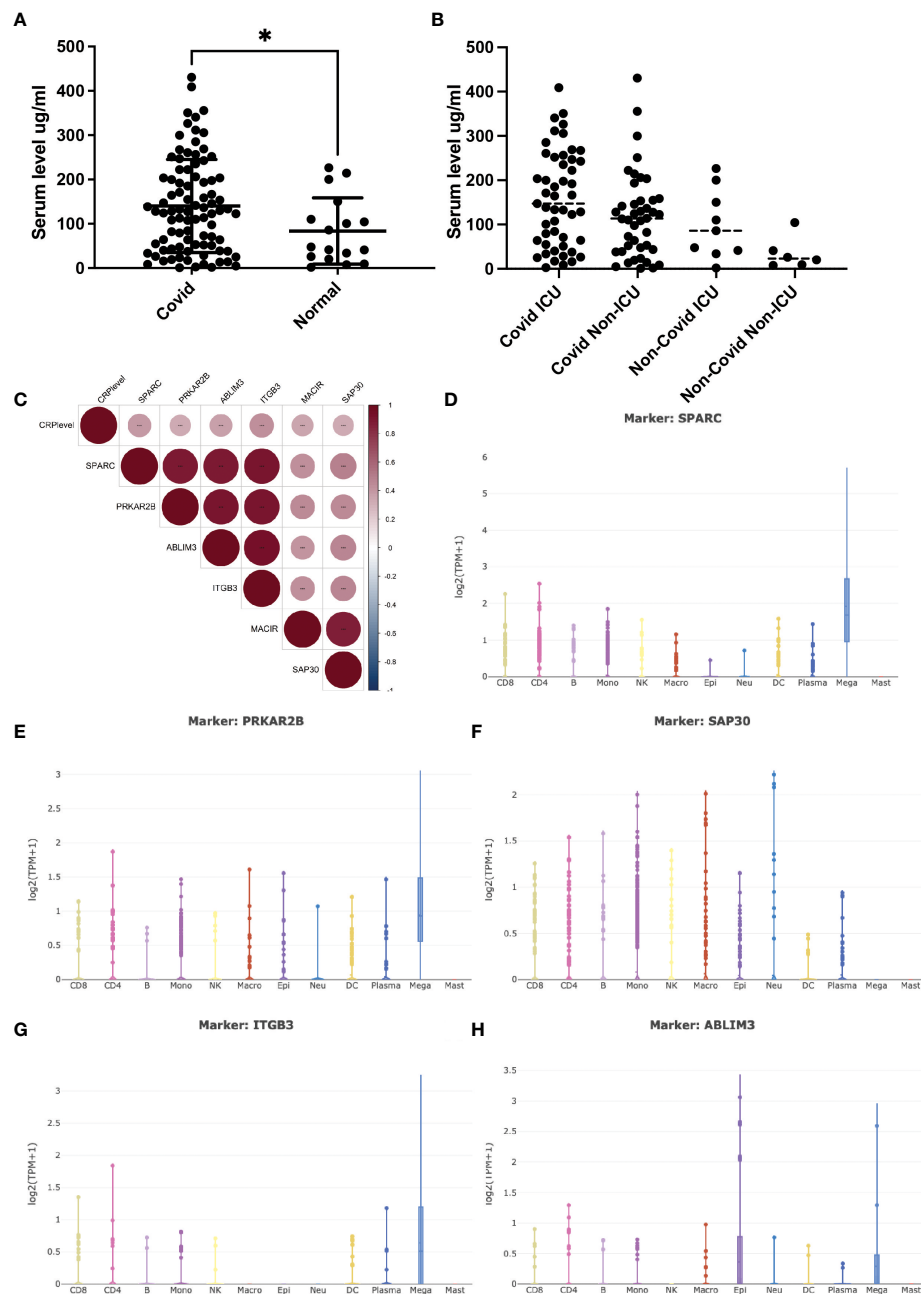 A
B
*
500
400
300
200
100
0
Serum level ug/ml
Covid
Normal
500
400
300
200
100
0
Serum level ug/ml
Covid ICU
Covid Non-ICU
Non-Covid ICU
Non-Covid Non-ICU
C
CRPlevel
SPARC
PRKAR2B
ABLIM3
ITGB3
MACIR
SAP30
CRPlevel
SPARC
PRKAR2B
ABLIM3
ITGB3
MACIR
SAP30
1
0.8
0.6
0.4
0.2
0
-0.2
-0.4
-0.6
-0.8
-1
D
Marker: SPARC
6
5
4
3
2
1
0
log2(TPM+1)
CD8 CD4 B Mono NK Macro Epi Neu DC Plasma Mega Mast
E
Marker: PRKAR2B
3
2.5
2
1.5
1
0.5
0
log2(TPM+1)
CD8 CD4 B Mono NK Macro Epi Neu DC Plasma Mega Mast
F
Marker: SAP30
2
1.5
1
0.5
0
log2(TPM+1)
CD8 CD4 B Mono NK Macro Epi Neu DC Plasma Mega Mast
G
Marker: ITGB3
3
2.5
2
1.5
1
0.5
0
log2(TPM+1)
CD8 CD4 B Mono NK Macro Epi Neu DC Plasma Mega Mast
H
Marker: ABLIM3
3.5
3
2.5
2
1.5
1
0.5
0
log2(TPM+1)
CD8 CD4 B Mono NK Macro Epi Neu DC Plasma Mega Mast